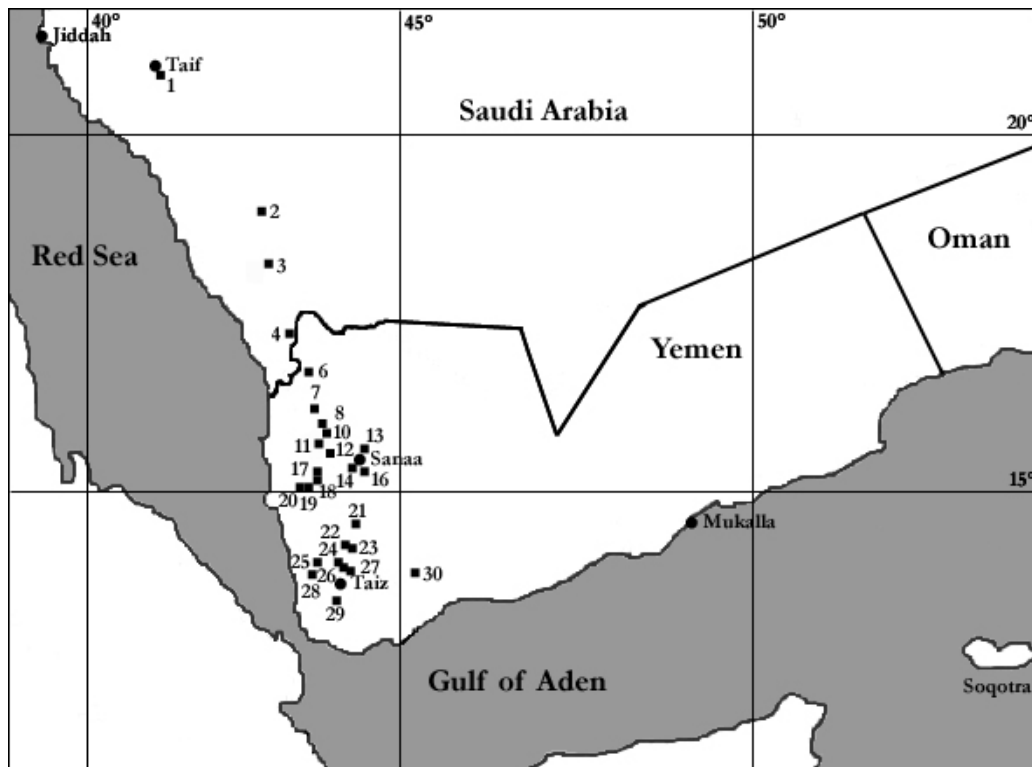 40°
45°
50°
Jiddah
Taif
1
Saudi Arabia
20°
2
Red Sea
Oman
3
4
Yemen
6
7
8
10
13
11
12
Sanaa
17
14
16
18
15°
20
19
21
Mukalla
22
24
23
25
26
27
30
Taiz
28
29
Gulf of Aden
Soqotra